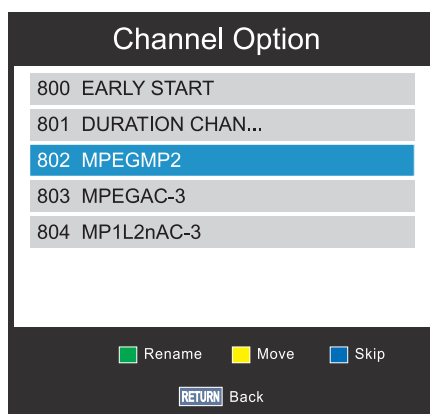 Channel Option
800 EARLY START
801 DURATION CHAN...
802 MPEGMP2
803 MPEGAC-3
804 MP1L2nAC-3
Rename Move Skip
RETURN Back